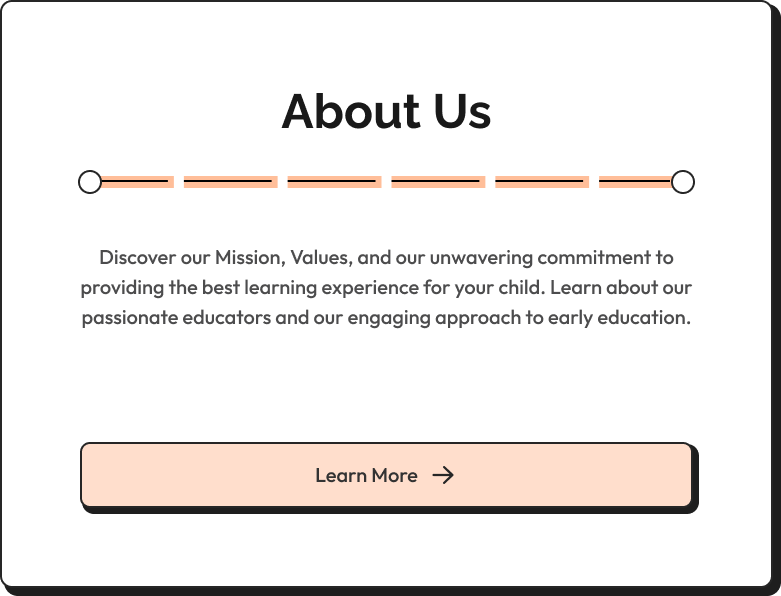 About Us
Discover our Mission, Values, and our unwavering commitment to
providing the best learning experience for your child. Learn about our
passionate educators and our engaging approach to early education.
Learn More